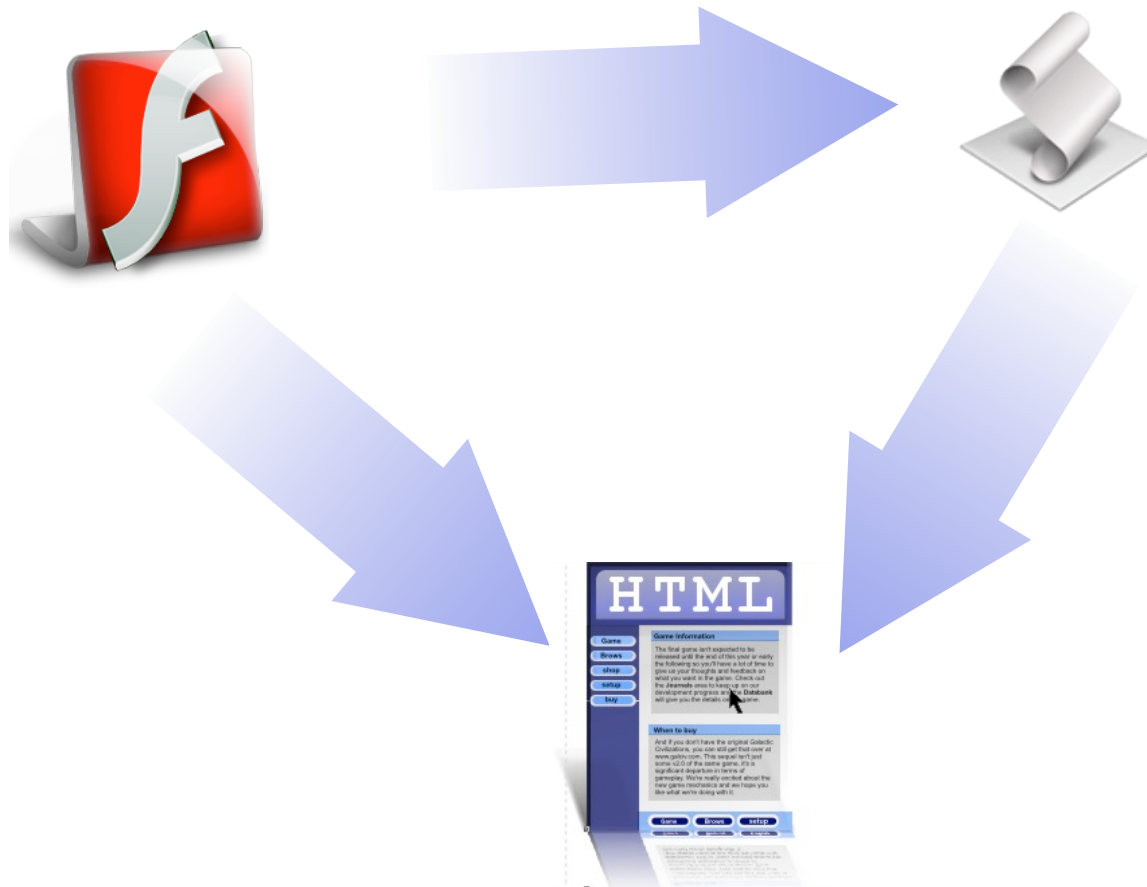 HTML
Game
Brows
shop
setup
buy
Game Information
The final game isn't expected to be
released until the end of this year or early
the following so you'll have a lot of time to
give us your thoughts and feedback on
what you want in the game. Check out
the Journals area to keep up on our
development progress and the Databank
will give you the details game.
When to buy
And if you don't have the original Galactic
Civilizations, you can still get that over at
www.galciv.com. This sequel isn't just
some v2.0 of the same game. It's a
significant departure in terms of
gameplay. We're really excited about the
new game mechanics and we hope you
like what we're doing with it.
Game Brows setup